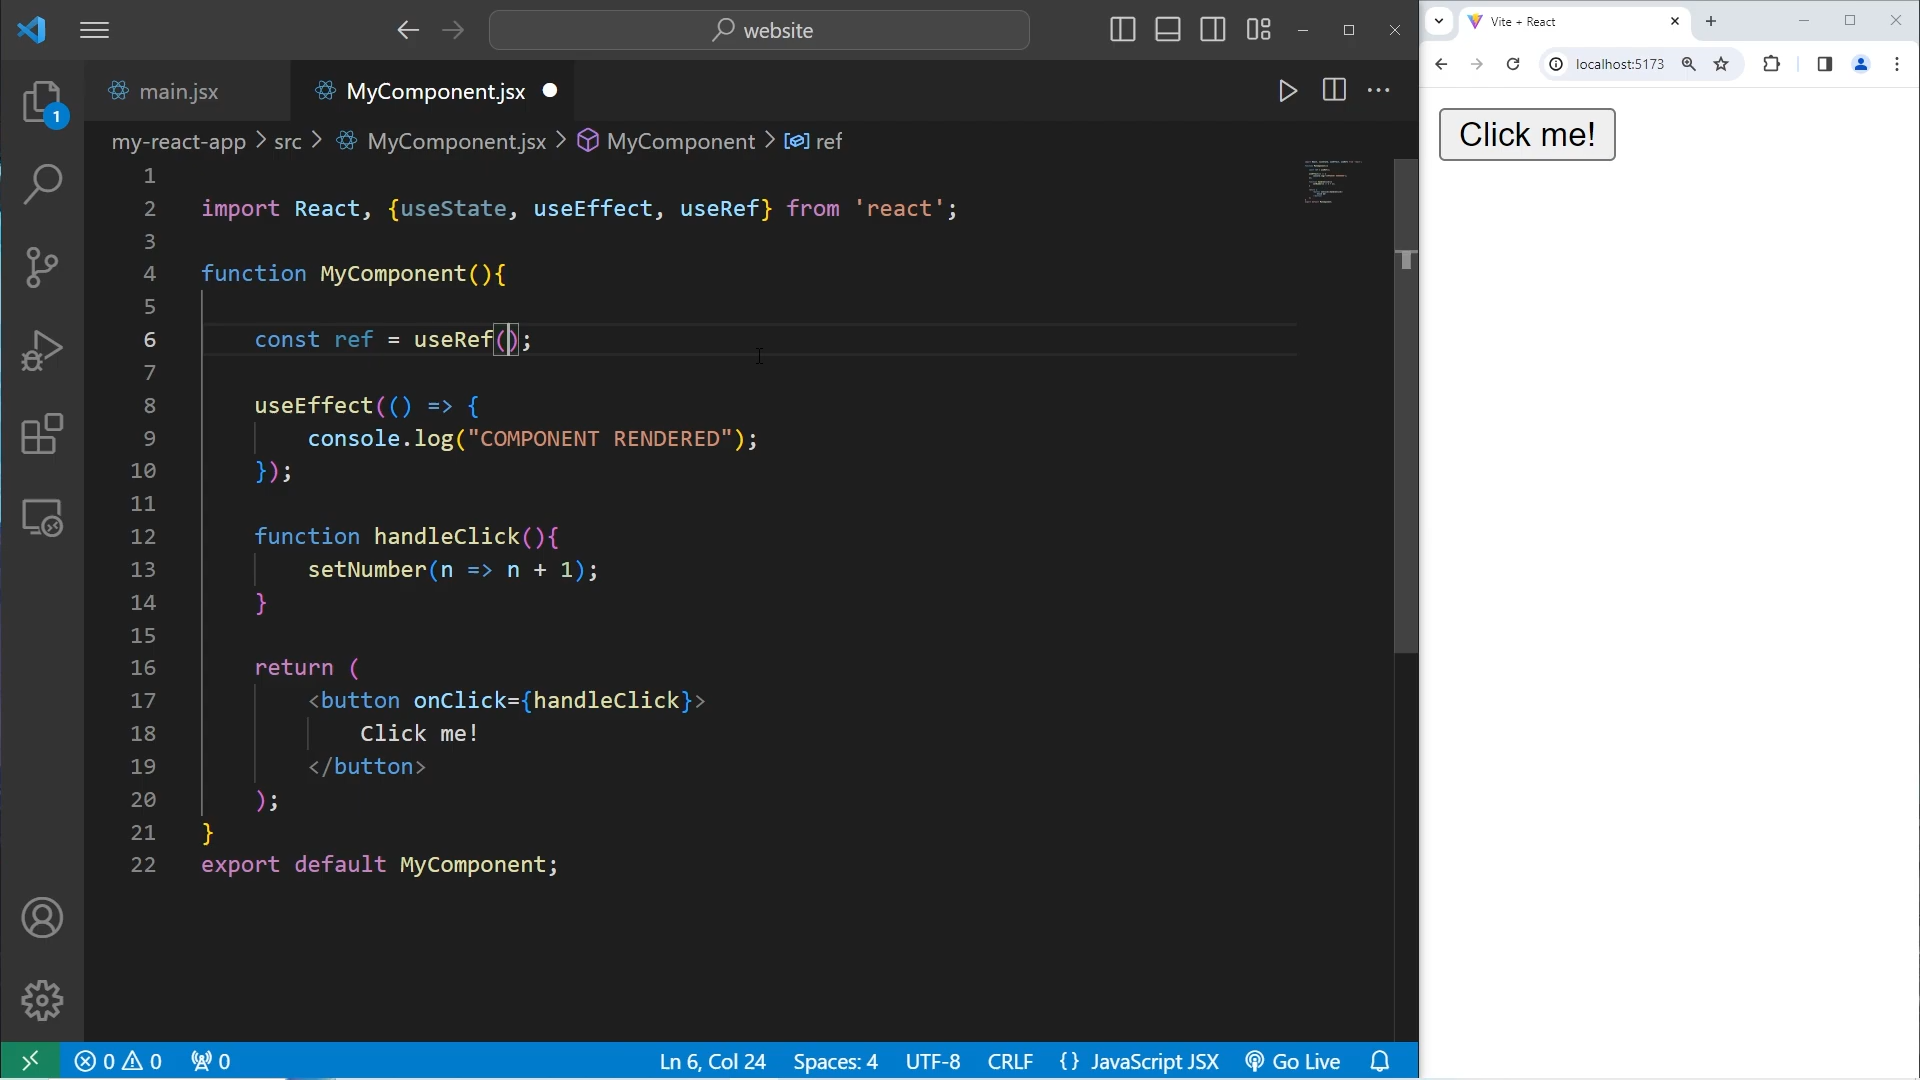 website
Vite + React
localhost:5173
main.jsx
MyComponent.jsx
1
my-react-app > src > MyComponent.jsx > MyComponent > ref
Click me!
1
2 import React, {useState, useEffect, useRef} from 'react';
3
4 function MyComponent(){
5
6 const ref = useRef();
7
8 useEffect(() => {
9 console.log("COMPONENT RENDERED");
10 });
11
12 function handleClick(){
13 setNumber(n => n + 1);
14 }
15
16 return (
17 <button onClick={handleClick}>
18 Click me!
19 </button>
20 );
21 }
22 export default MyComponent;
0 0 0 Ln 6, Col 24 Spaces: 4 UTF-8 CRLF {} JavaScript JSX Go Live